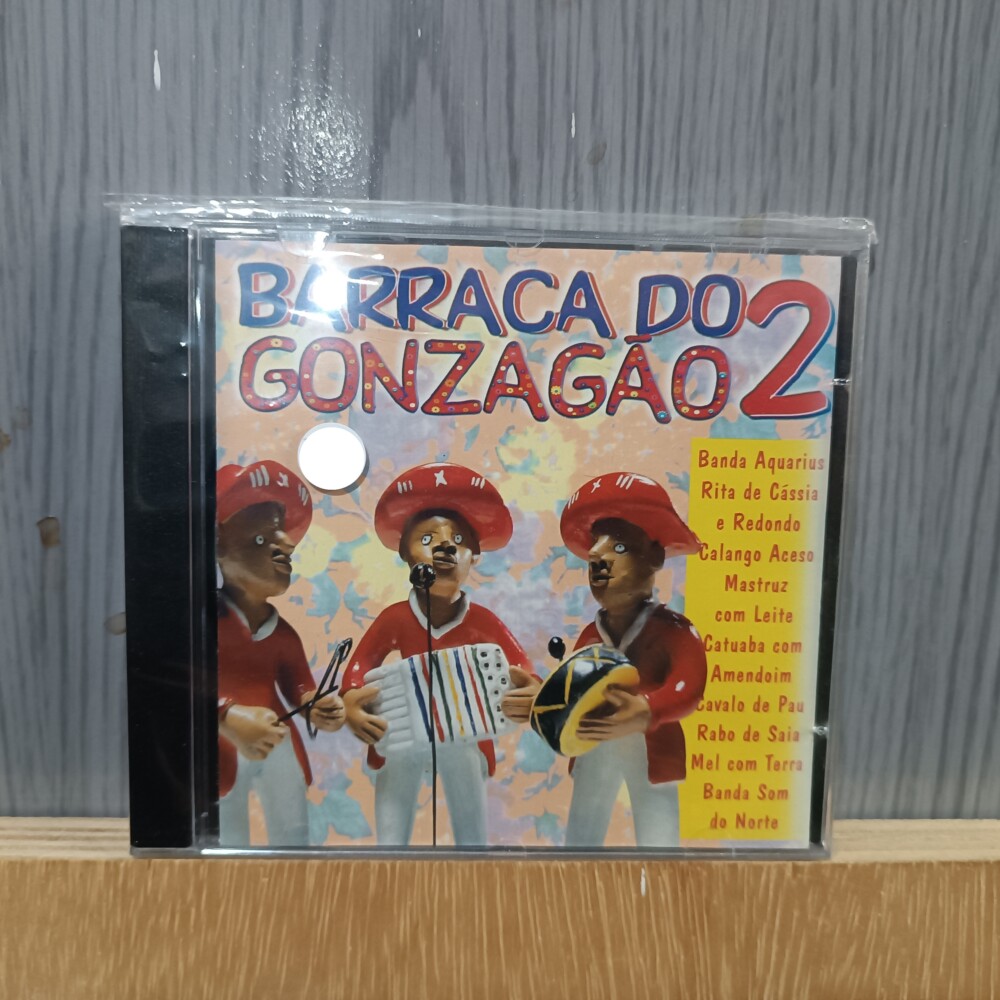 BARRACA DO
GONZAGÃO 2
Banda Aquarius
Rita de Cássia
e Redondo
Calango Aceso
Mastruz
com Leite
Catuaba com
Amendoim
Cavalo de Pau
Rabo de Saia
Mel com Terra
Banda Som
do Norte